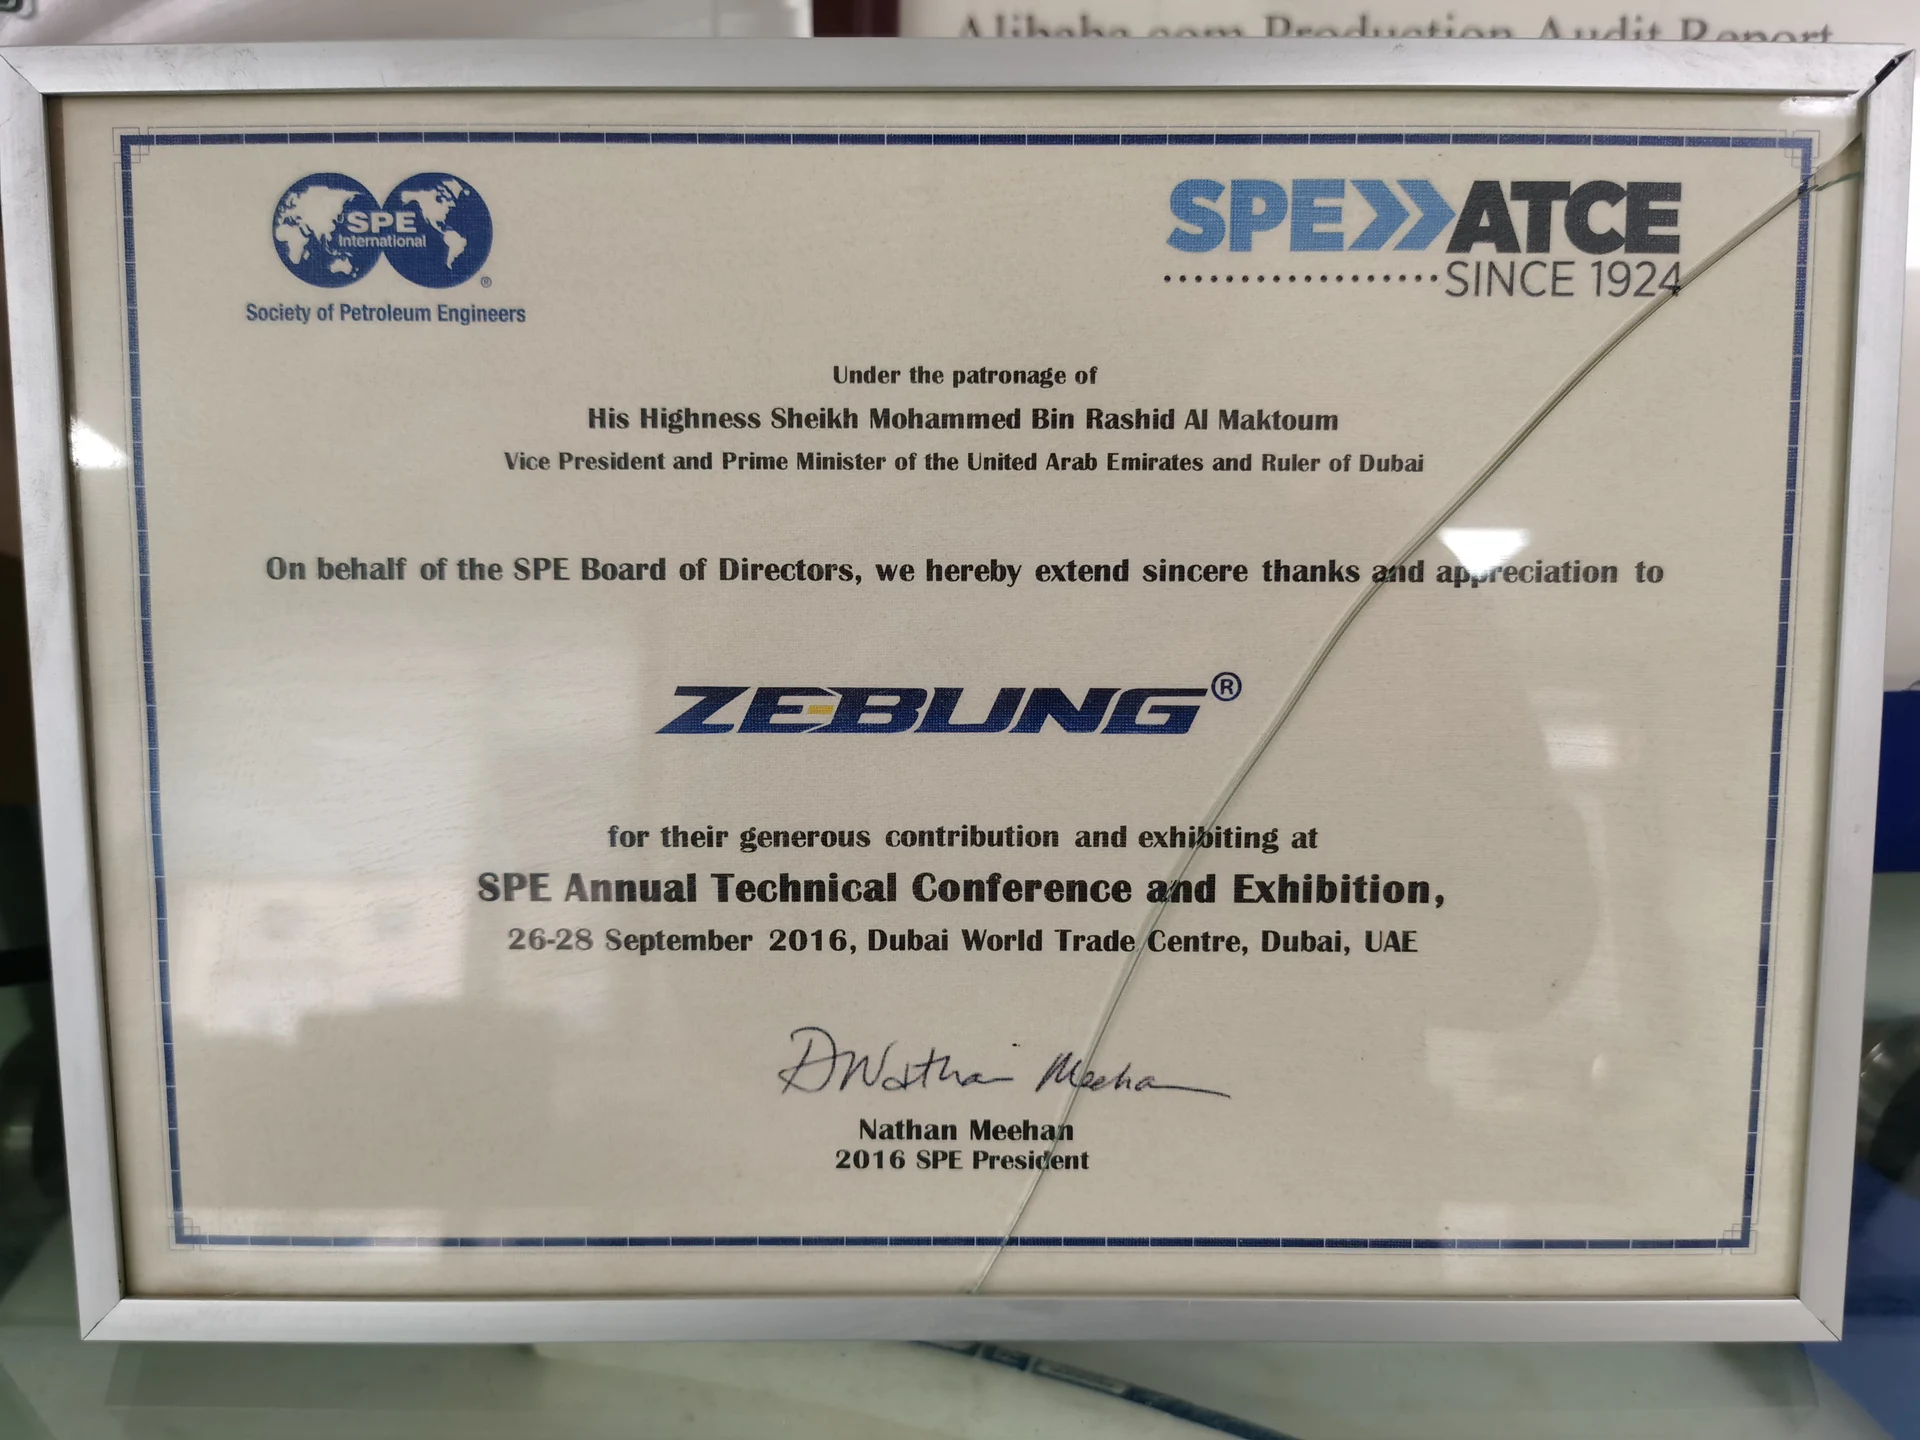 Alibaba.com Production Audit Report
SPE
International
®
Society of Petroleum Engineers
SPE ATCE
SINCE 1924
Under the patronage of
His Highness Sheikh Mohammed Bin Rashid Al Maktoum
Vice President and Prime Minister of the United Arab Emirates and Ruler of Dubai
On behalf of the SPE Board of Directors, we hereby extend sincere thanks and appreciation to
ZEBUNG®
for their generous contribution and exhibiting at
SPE Annual Technical Conference and Exhibition,
26-28 September 2016, Dubai World Trade Centre, Dubai, UAE
DNathan Meehan
Nathan Meehan
2016 SPE President